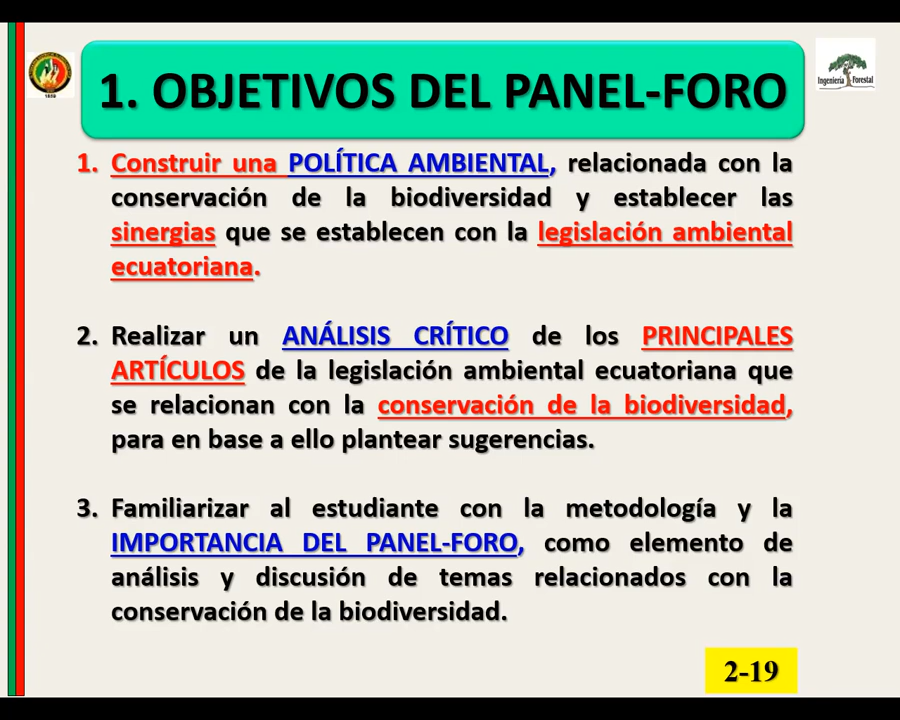 1. OBJETIVOS DEL PANEL-FORO
Ingeniería Forestal
1859
1. Construir una POLÍTICA AMBIENTAL, relacionada con la
conservación de la biodiversidad y establecer las
sinergias que se establecen con la legislación ambiental
ecuatoriana.
2. Realizar un ANÁLISIS CRÍTICO de los PRINCIPALES
ARTÍCULOS de la legislación ambiental ecuatoriana que
se relacionan con la conservación de la biodiversidad,
para en base a ello plantear sugerencias.
3. Familiarizar al estudiante con la metodología y la
IMPORTANCIA DEL PANEL-FORO, como elemento de
análisis y discusión de temas relacionados con la
conservación de la biodiversidad.
2-19